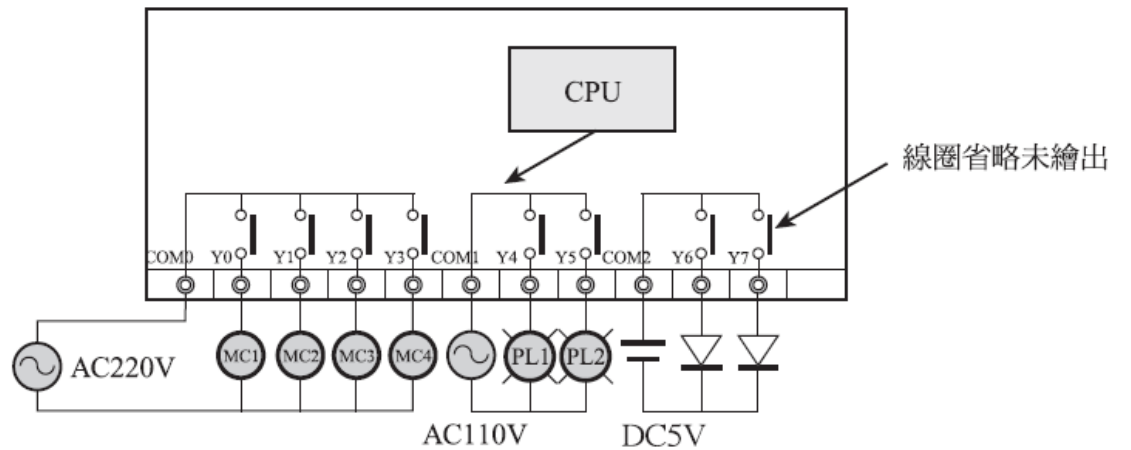 CPU
線圈省略未繪出
COM0 Y0 Y1 Y2 Y3 COM1 Y4 Y5 COM2 Y6 Y7
AC220V MC1 MC2 MC3 MC4 PL1 PL2
AC110V DC5V